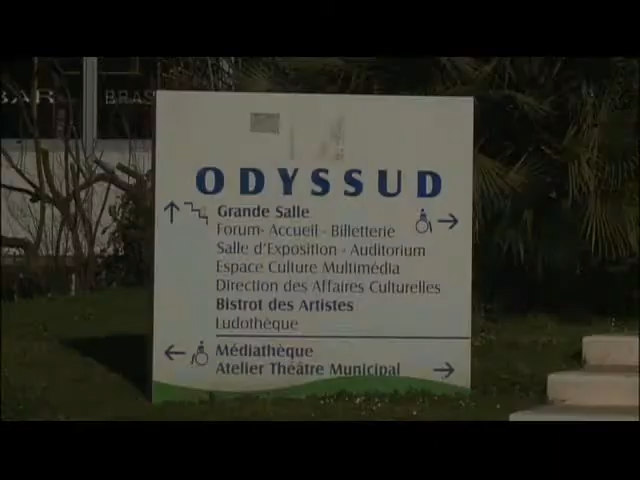 BAR
BRAS
ODYSSUD
Grande Salle
Forum- Accueil - Billetterie
Salle d'Exposition - Auditorium
Espace Culture Multimédia
Direction des Affaires Culturelles
Bistrot des Artistes
Ludothèque
Médiathèque
Atelier Théâtre Municipal